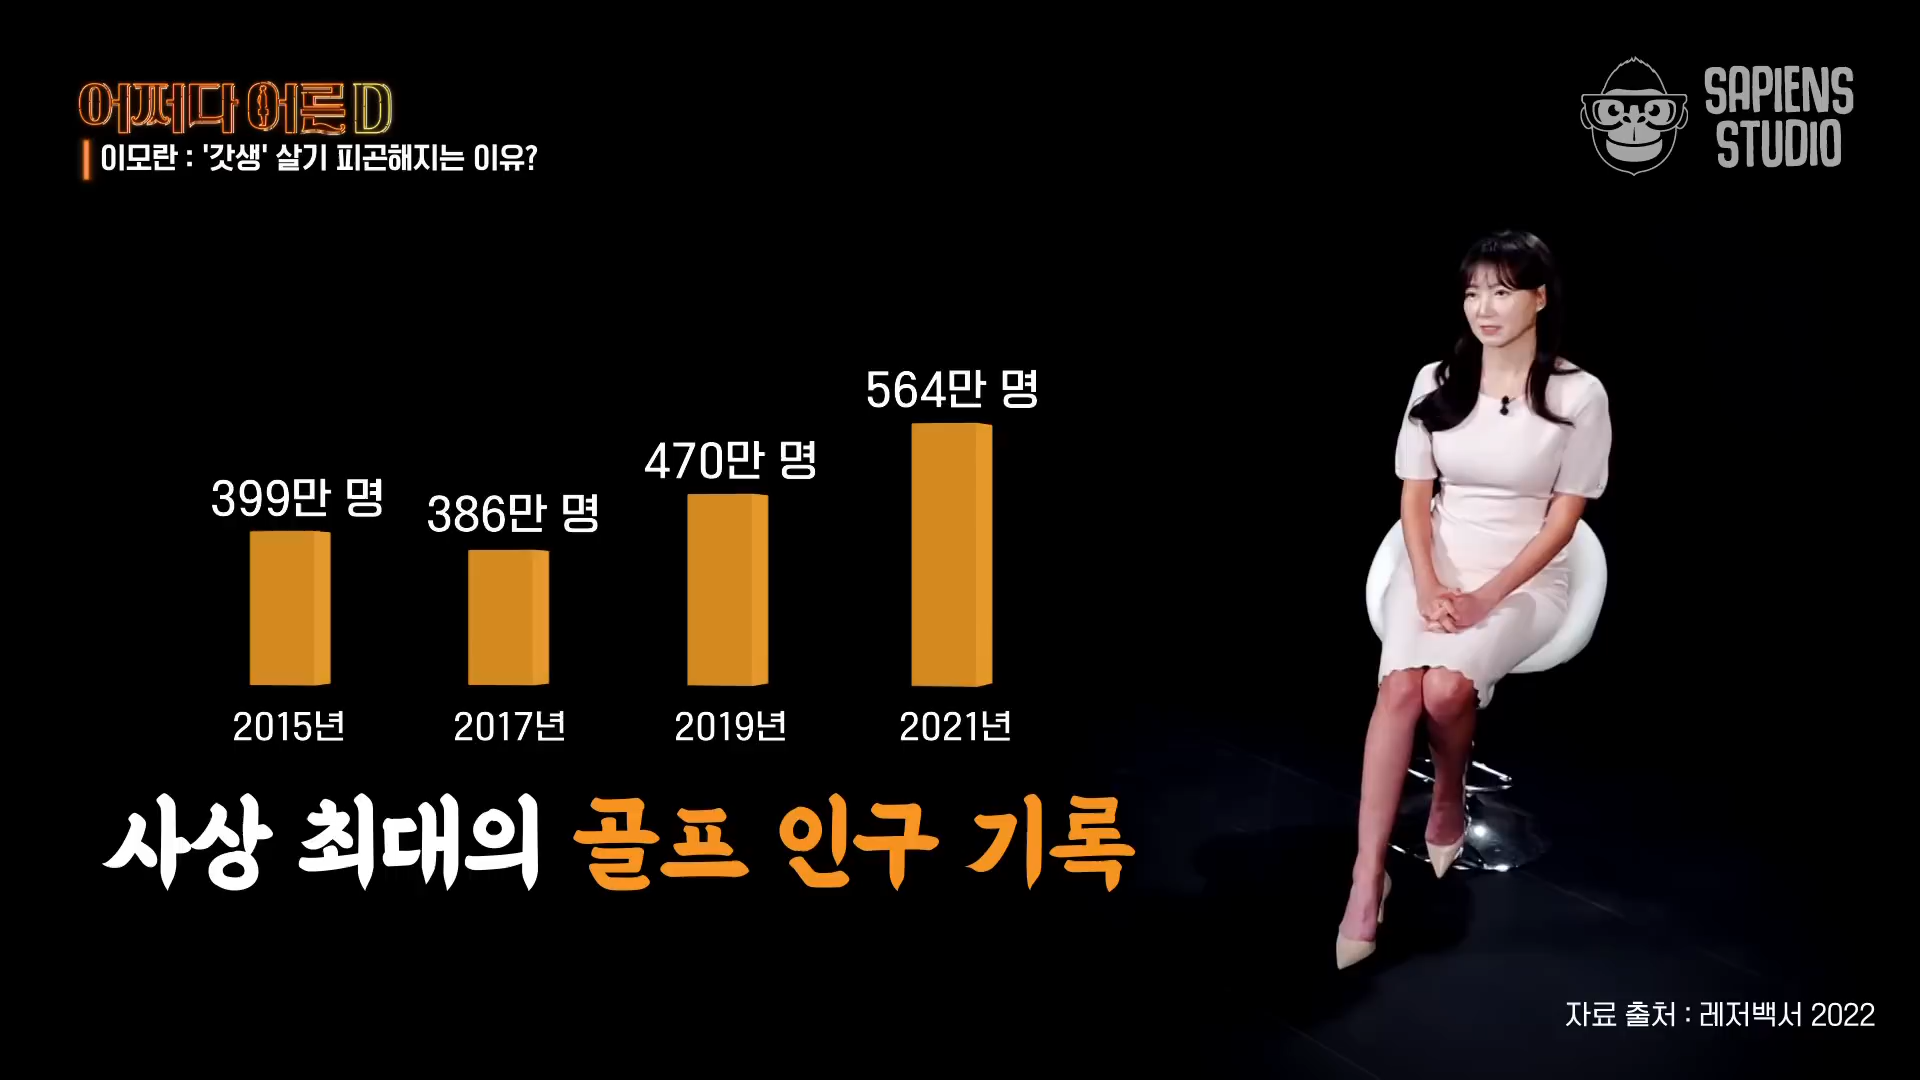 어쩌다 어른 D
이모란 : '갓생' 살기 피곤해지는 이유?
SAPIENS
STUDIO
399만 명
386만 명
470만 명
564만 명
2015년
2017년
2019년
2021년
사상 최대의 골프 인구 기록
자료 출처 : 레저백서 2022